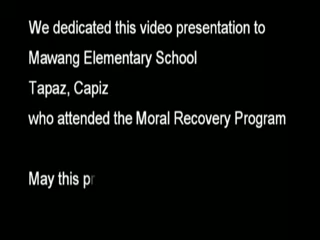 We dedicated this video presentation to
Mawang Elementary School
Tapaz, Capiz
who attended the Moral Recovery Program
May this pr